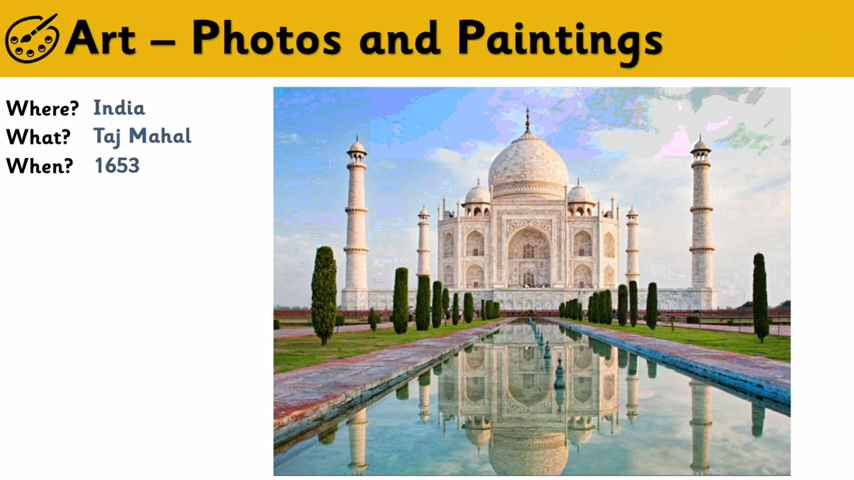 Art – Photos and Paintings
Where? India
What? Taj Mahal
When? 1653